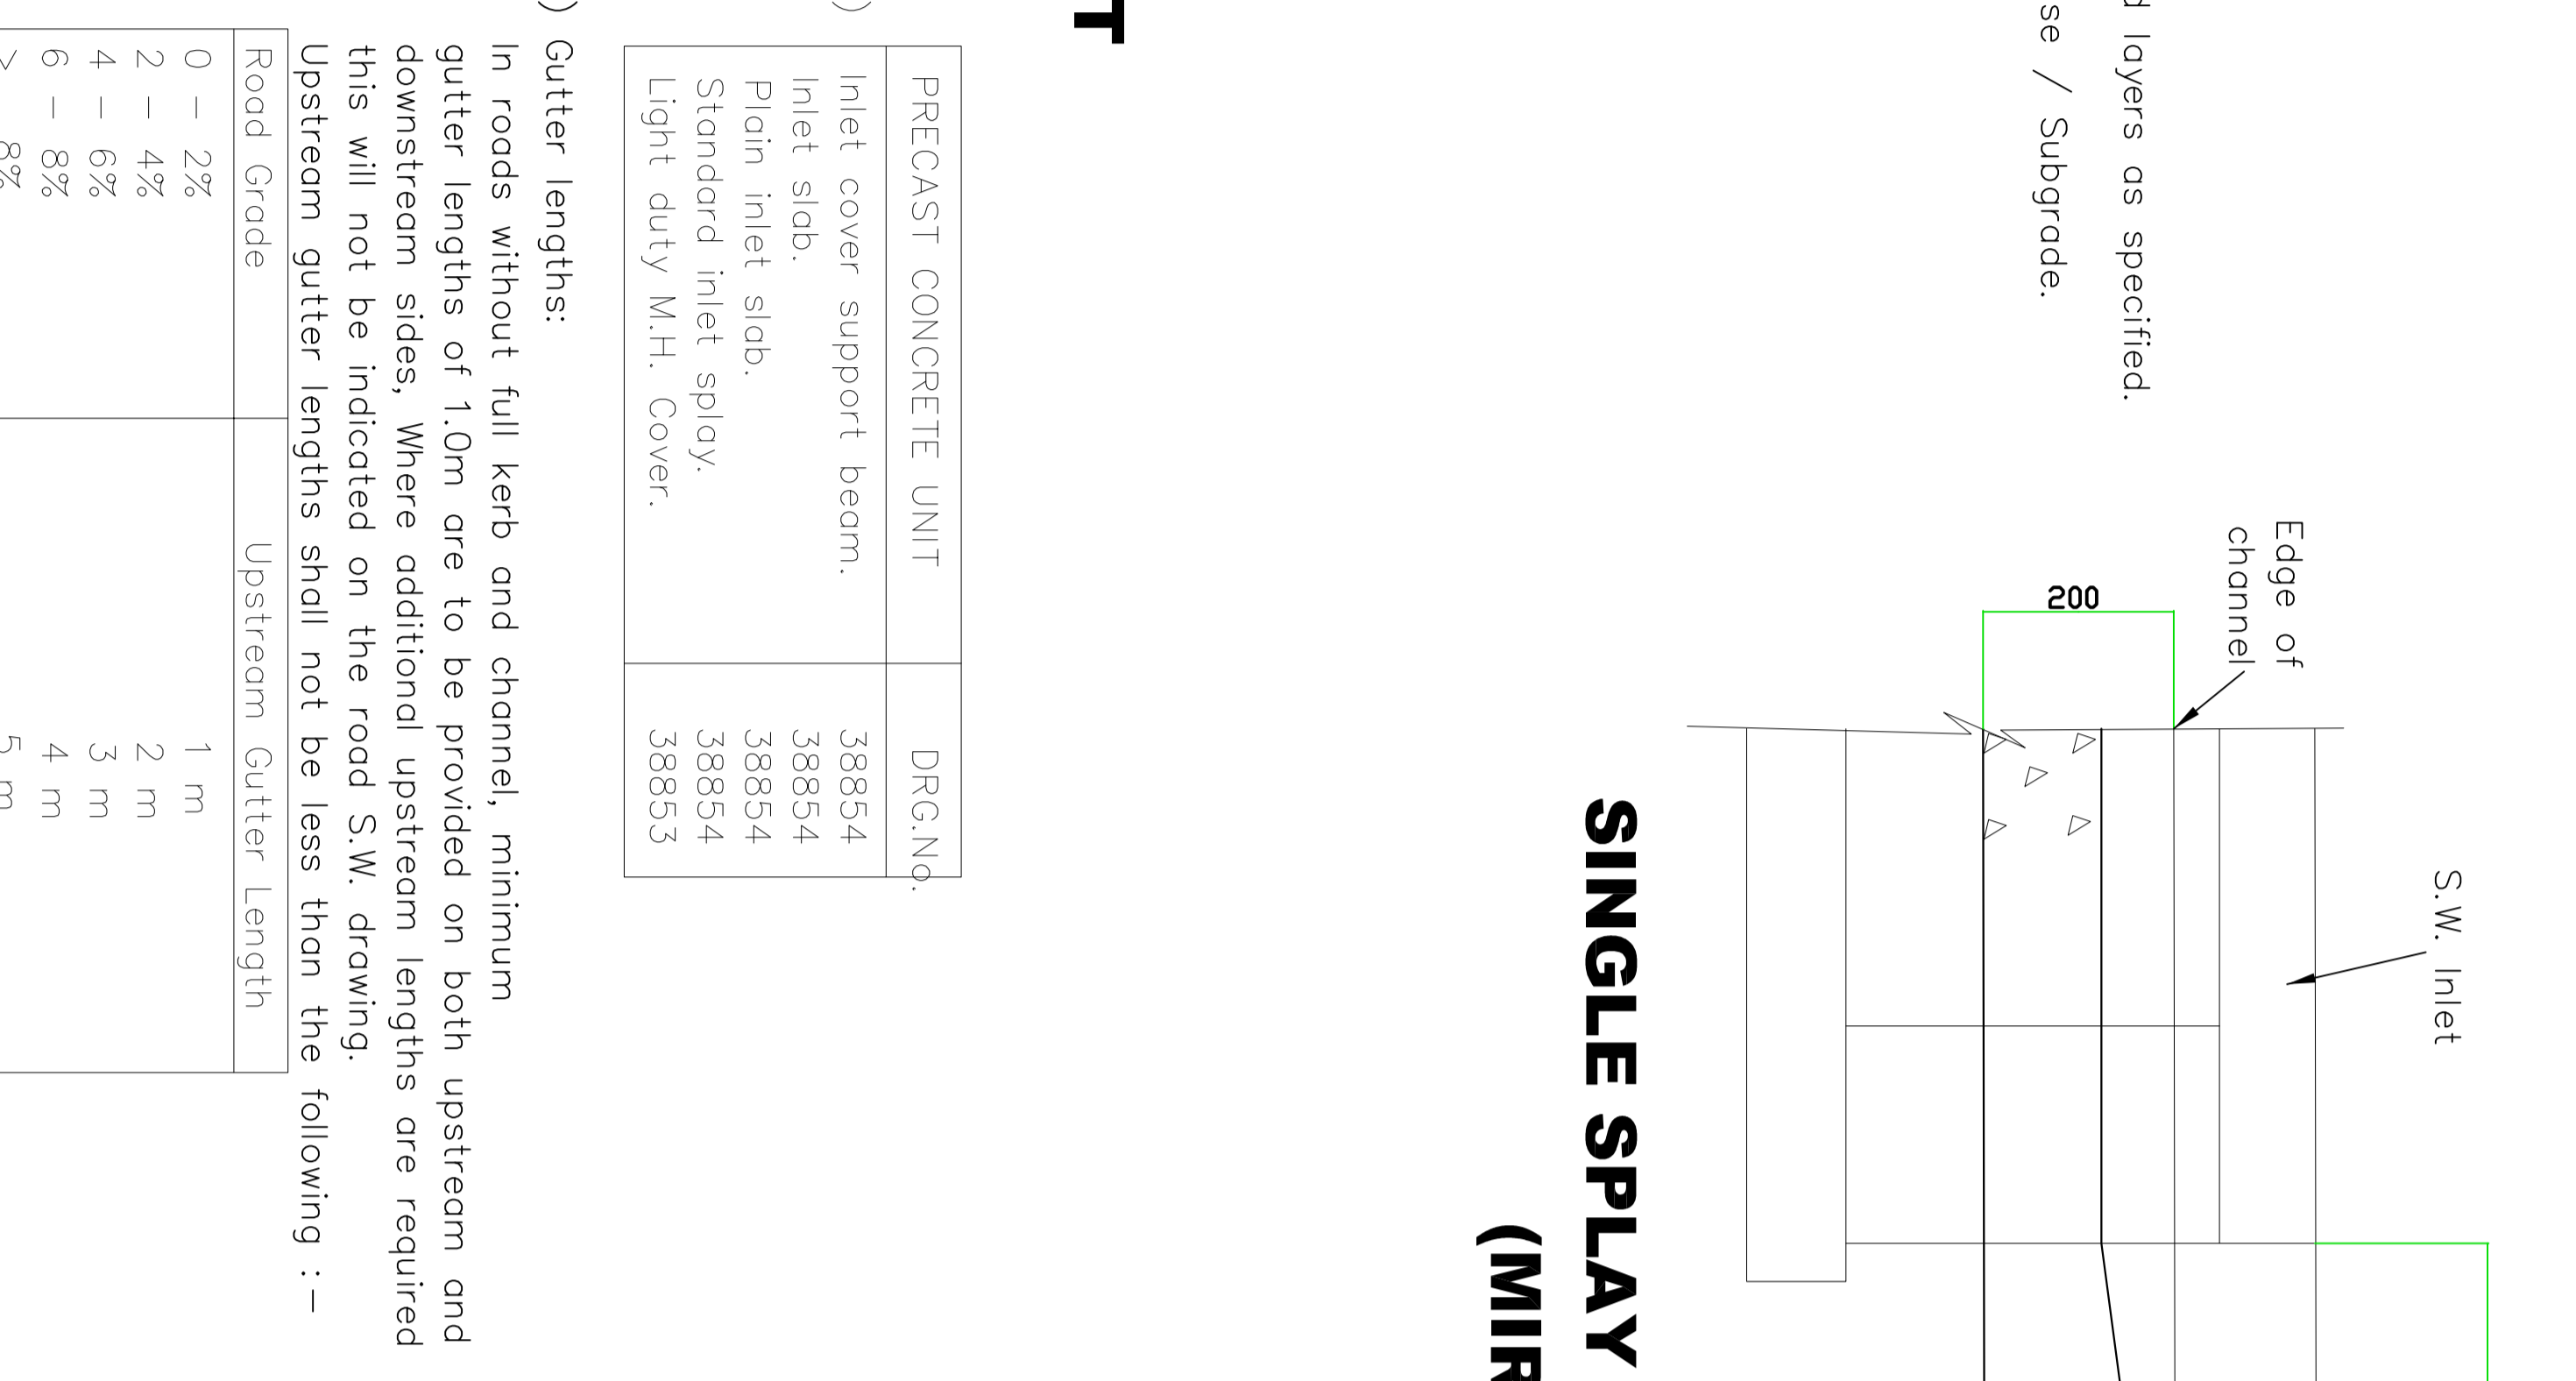 d layers as specified.
se / Subgrade.
Edge of
channel
200
S.W. Inlet
SINGLE SPLAY
(MIR
T
)
PRECAST CONCRETE UNIT DRG.No.
Inlet cover support beam. 38854
Inlet slab. 38854
Plain inlet slab. 38854
Standard inlet splay. 38854
Light duty M.H. Cover. 38853
) Gutter lengths:
In roads without full kerb and channel, minimum
gutter lengths of 1.0m are to be provided on both upstream and
downstream sides, Where additional upstream lengths are required
this will not be indicated on the road S.W. drawing.
Upstream gutter lengths shall not be less than the following :–
Road Grade Upstream Gutter Length
0 – 2% 1 m
2 – 4% 2 m
4 – 6% 3 m
6 – 8% 4 m
> 8% 5 m